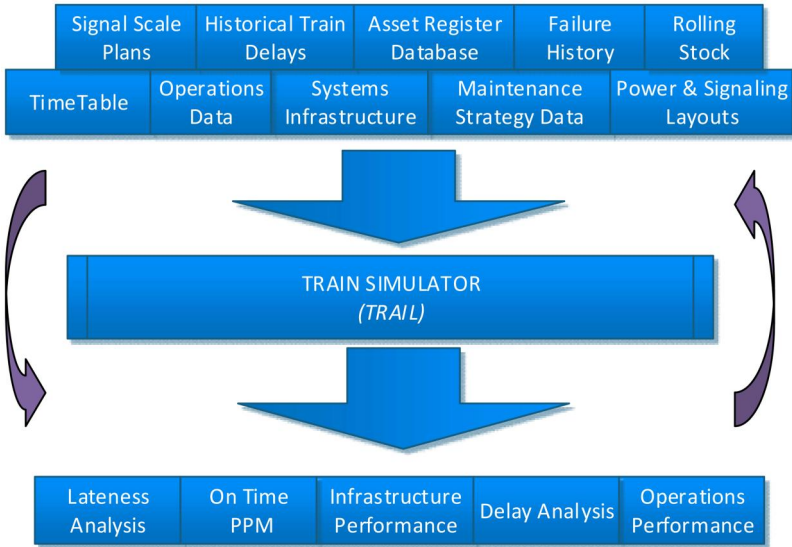 Signal Scale Plans
Historical Train Delays
Asset Register Database
Failure History
Rolling Stock
TimeTable
Operations Data
Systems Infrastructure
Maintenance Strategy Data
Power & Signaling Layouts
TRAIN SIMULATOR
(TRAIL)
Lateness Analysis
On Time PPM
Infrastructure Performance
Delay Analysis
Operations Performance